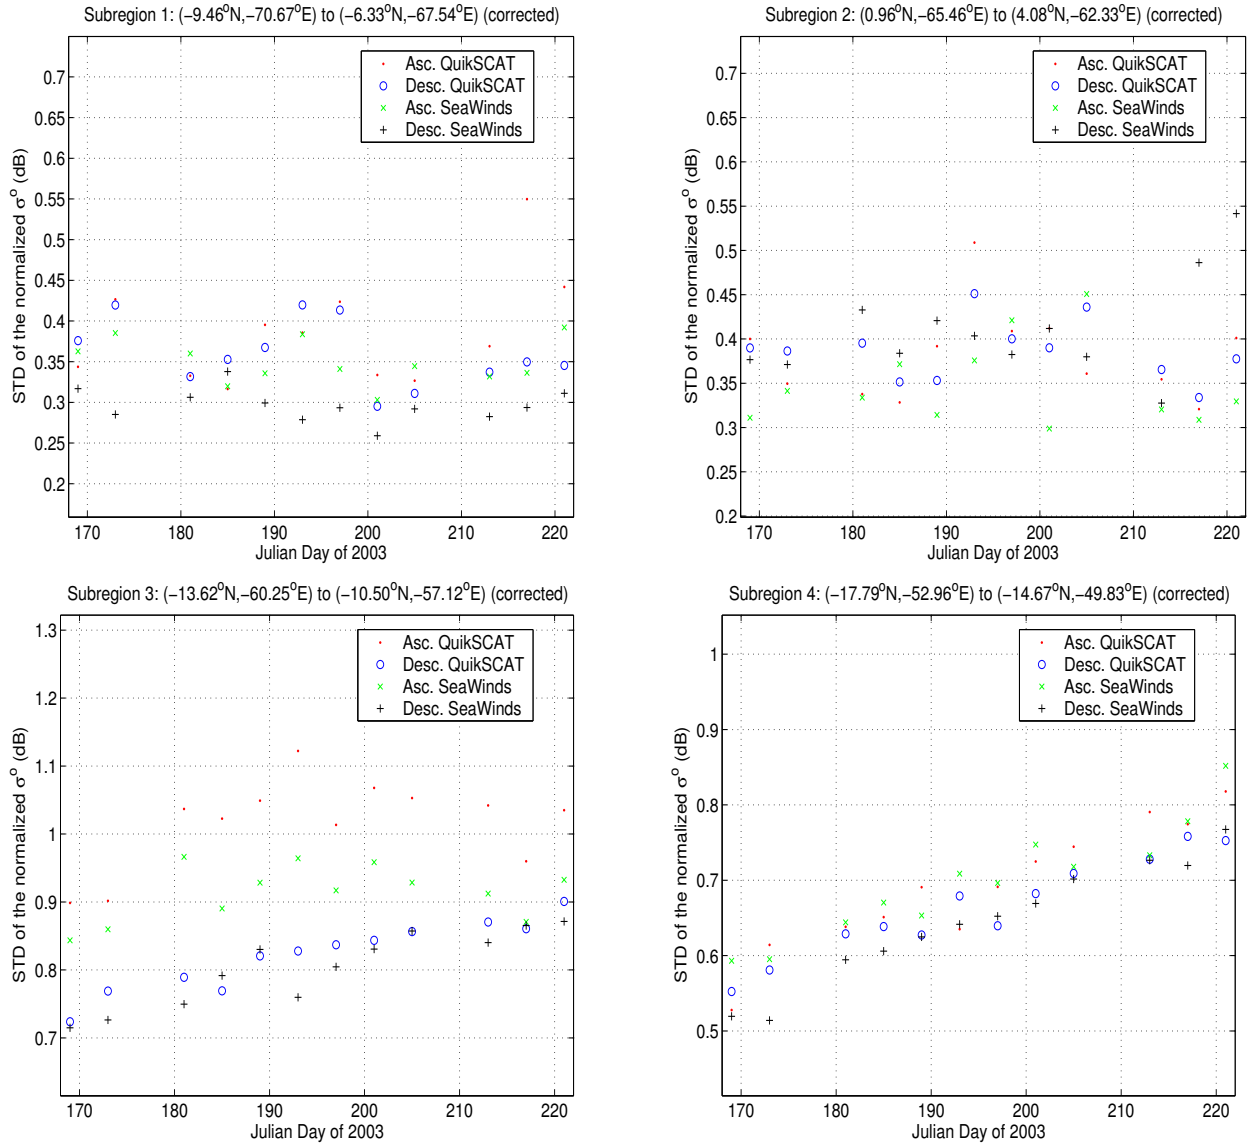 Subregion 1: (−9.46°N,−70.67°E) to (−6.33°N,−67.54°E) (corrected)
0.7
0.65
0.6
0.55
0.5
0.45
0.4
0.35
0.3
0.25
0.2
STD of the normalized σ° (dB)
Asc. QuikSCAT
Desc. QuikSCAT
Asc. SeaWinds
Desc. SeaWinds
170 180 190 200 210 220
Julian Day of 2003
Subregion 2: (0.96°N,−65.46°E) to (4.08°N,−62.33°E) (corrected)
0.7
0.65
0.6
0.55
0.5
0.45
0.4
0.35
0.3
0.25
0.2
STD of the normalized σ° (dB)
Asc. QuikSCAT
Desc. QuikSCAT
Asc. SeaWinds
Desc. SeaWinds
170 180 190 200 210 220
Julian Day of 2003
Subregion 3: (−13.62°N,−60.25°E) to (−10.50°N,−57.12°E) (corrected)
1.3
1.2
1.1
1
0.9
0.8
0.7
STD of the normalized σ° (dB)
Asc. QuikSCAT
Desc. QuikSCAT
Asc. SeaWinds
Desc. SeaWinds
170 180 190 200 210 220
Julian Day of 2003
Subregion 4: (−17.79°N,−52.96°E) to (−14.67°N,−49.83°E) (corrected)
1
0.9
0.8
0.7
0.6
0.5
STD of the normalized σ° (dB)
Asc. QuikSCAT
Desc. QuikSCAT
Asc. SeaWinds
Desc. SeaWinds
170 180 190 200 210 220
Julian Day of 2003